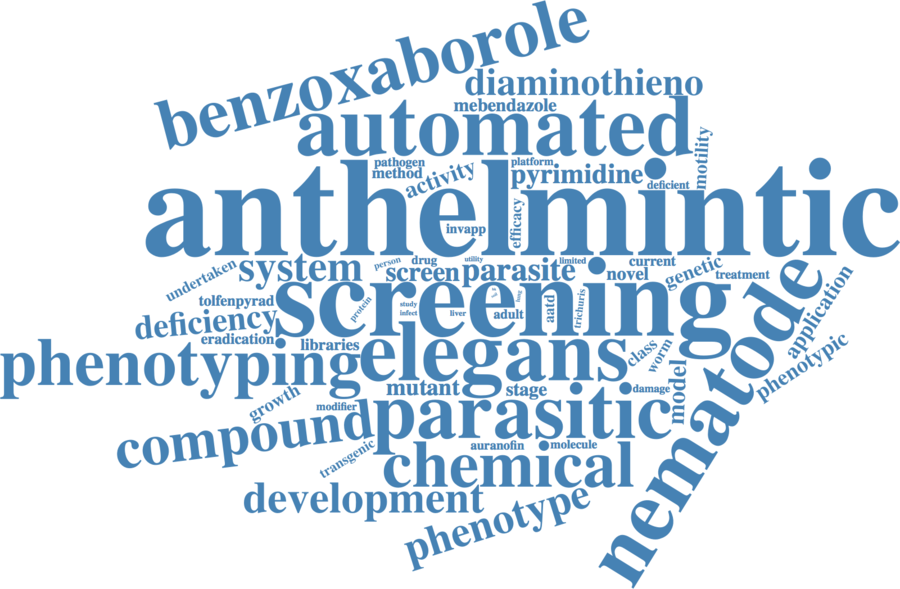 benzoxaborole
diaminothieno
mebendazole
automated
motility
pathogen
platform
method
activity
pyrimidine
deficient
anthelmintic
efficacy
invapp
undertaken
system
person
drug
utility
limited
current
screen
parasite
novel
genetic
treatment
tolfenpyrad
screening
protein
study
infect
liver
adult
lung
aatd
trichuris
deficiency
eradication
libraries
nematode
application
phenotyping
elegans
class
worm
phenotypic
growth
mutant
stage
damage
model
modifier
compound
parasitic
transgenic
auranofin
molecule
chemical
development
phenotype